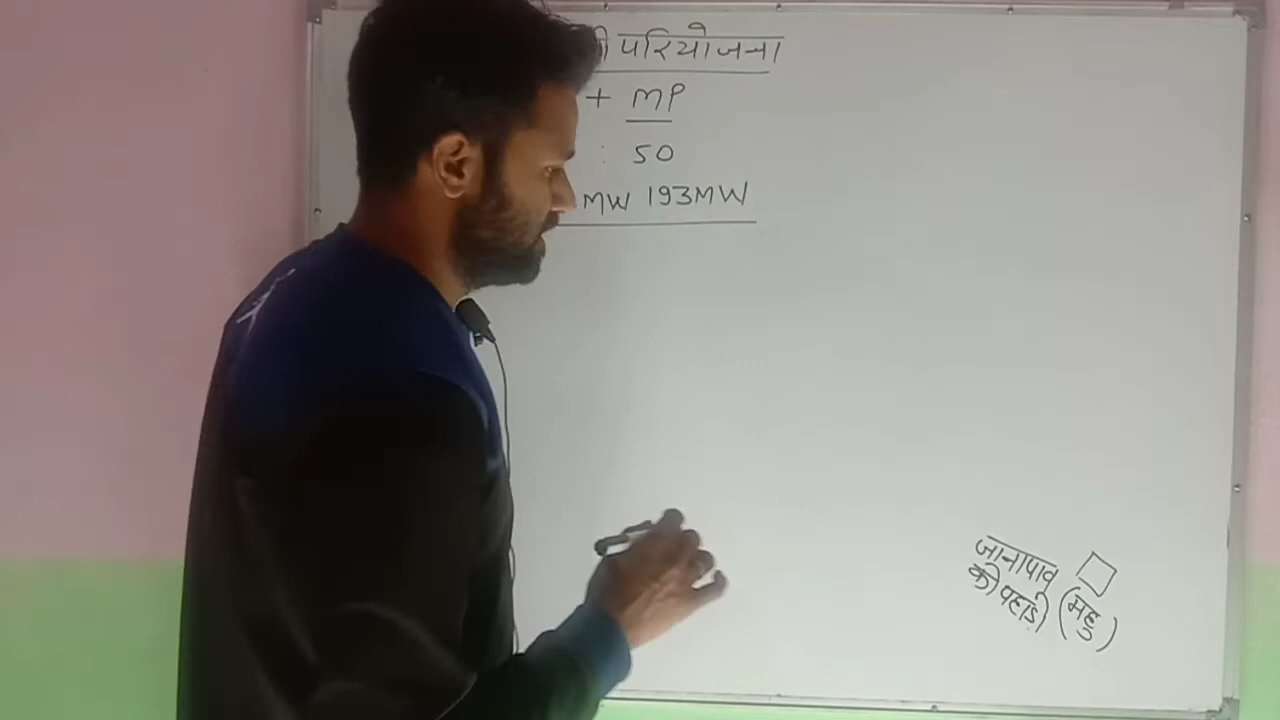 परियोजना
+ MP
: 50
MW 193MW
जानापाव
की पहाडी (महु)